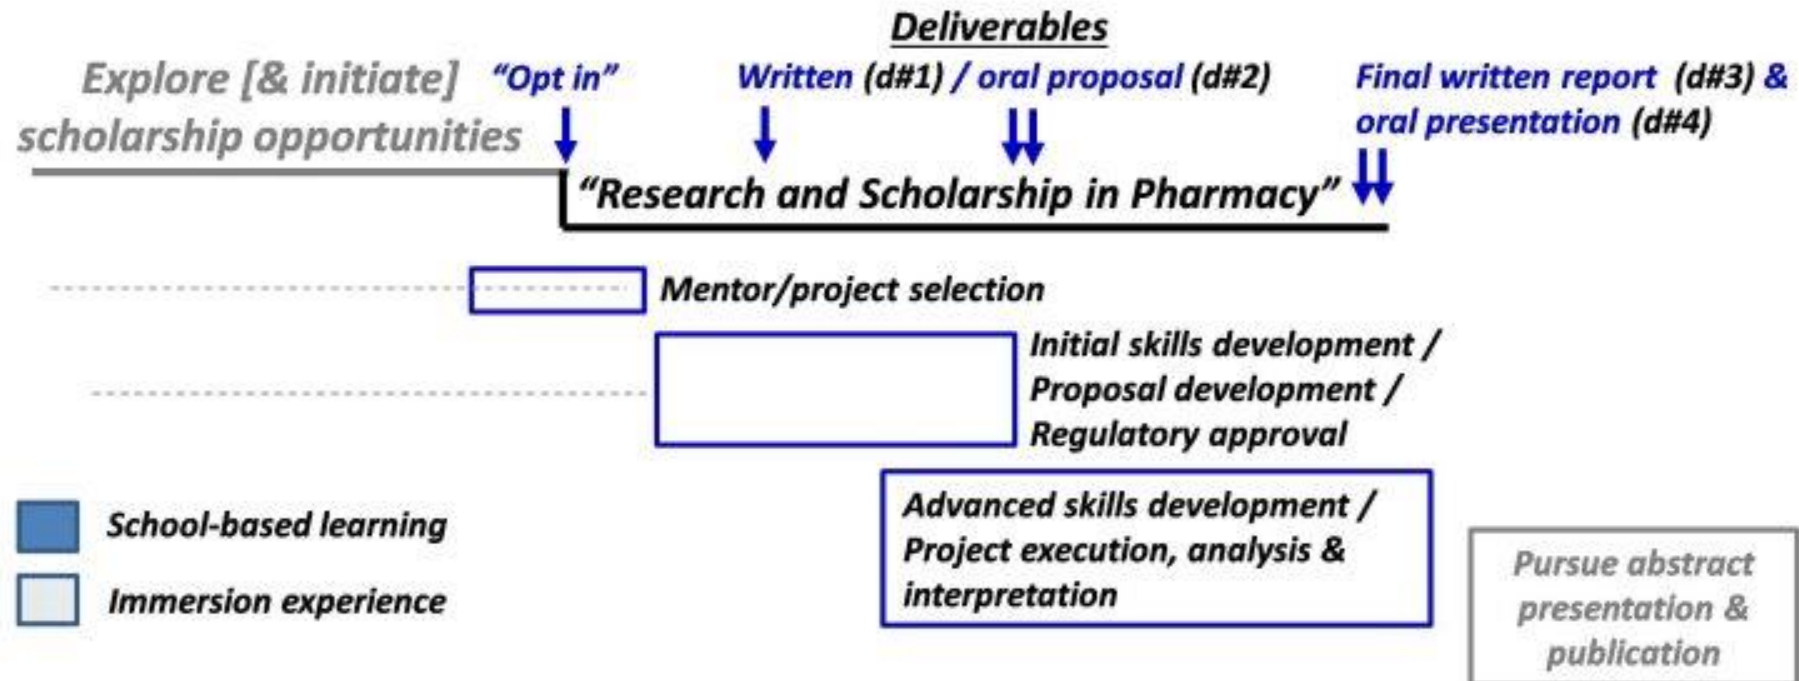 Deliverables
Explore [& initiate]
scholarship opportunities
“Opt in”
Written (d#1) / oral proposal (d#2)
Final written report (d#3) &
oral presentation (d#4)
“Research and Scholarship in Pharmacy”
Mentor/project selection
Initial skills development /
Proposal development /
Regulatory approval
Advanced skills development /
Project execution, analysis &
interpretation
School-based learning
Immersion experience
Pursue abstract
presentation &
publication